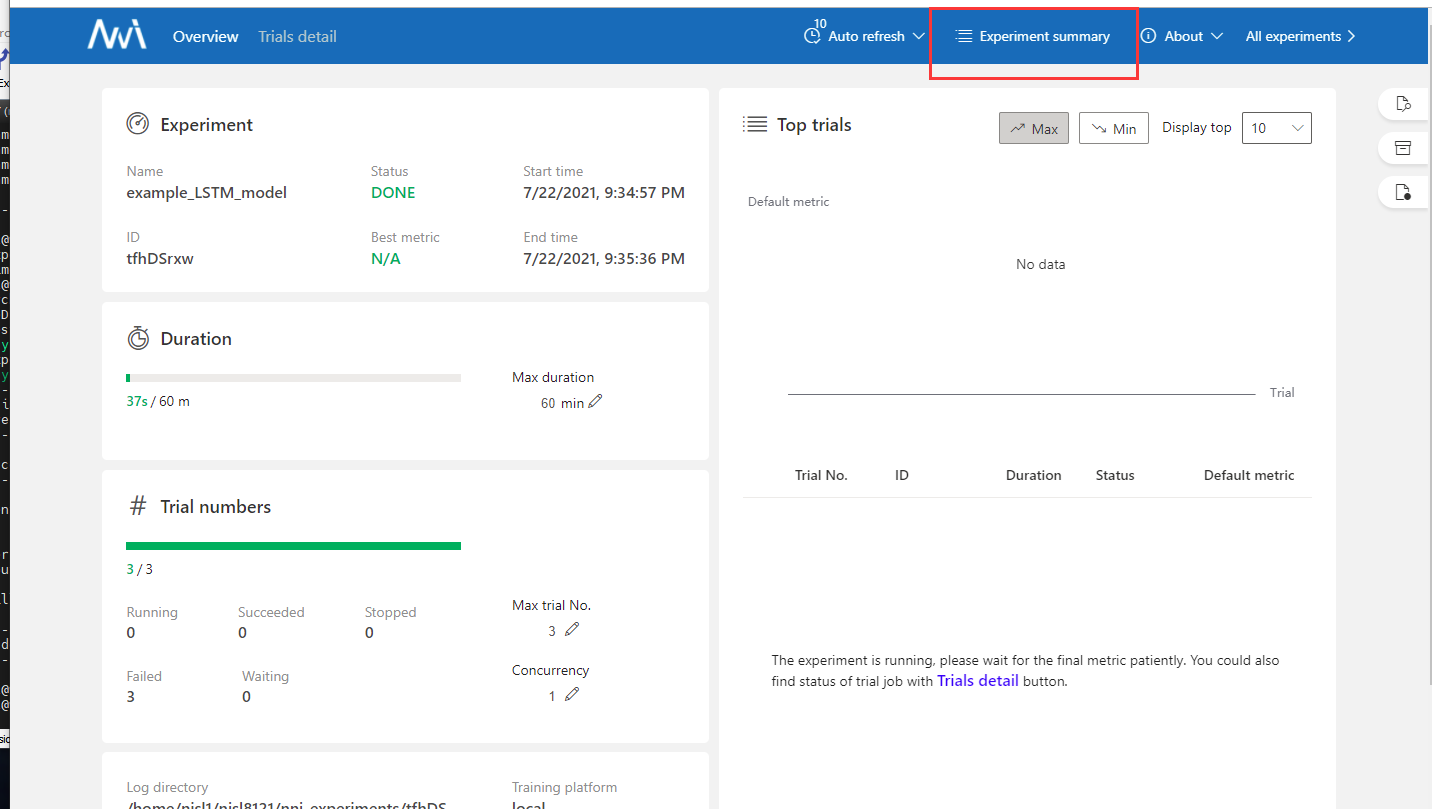 NNI Overview Trials detail 10 Auto refresh Experiment summary About All experiments
Experiment
Name Status Start time
example_LSTM_model DONE 7/22/2021, 9:34:57 PM
ID Best metric End time
tfhDSrxw N/A 7/22/2021, 9:35:36 PM
Duration
Max duration
37s / 60 m
60 min
# Trial numbers
3 / 3
Max trial No.
Running Succeeded Stopped
0 0 0
3
Concurrency
Failed Waiting
3 0
1
Log directory Training platform
local
Top trials Max Min Display top 10
Default metric
No data
Trial
Trial No. ID Duration Status Default metric
The experiment is running, please wait for the final metric patiently. You could also
find status of trial job with Trials detail button.